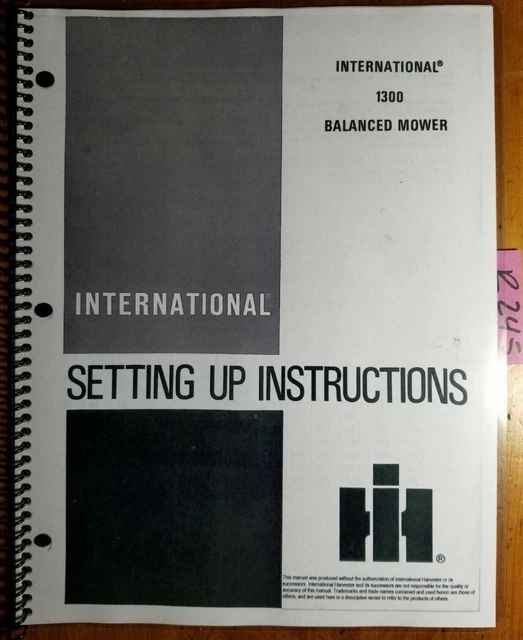 INTERNATIONAL®
1300
BALANCED MOWER
INTERNATIONAL®
SETTING UP INSTRUCTIONS
IH®
This manual was produced without the authorization of International Harvester or its
successors. International Harvester and its successors are not responsible for the quality or
accuracy of this manual. Trademarks and trade names contained and used herein are those of
others, and are used here in a descriptive sense to refer to the products of others.
R245